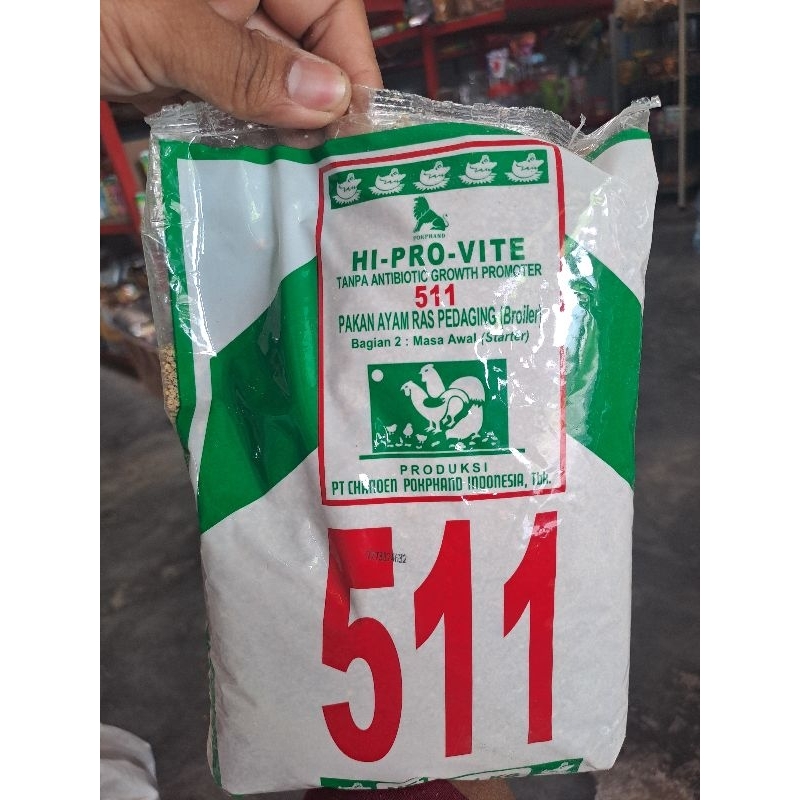 POKPHAND
HI-PRO-VITE
TANPA ANTIBIOTIC GROWTH PROMOTER
511
PAKAN AYAM RAS PEDAGING (Broiler)
Bagian 2 : Masa Awal (Starter)
PRODUKSI
PT CHAROEN POKPHAND INDONESIA, Tbk.
511